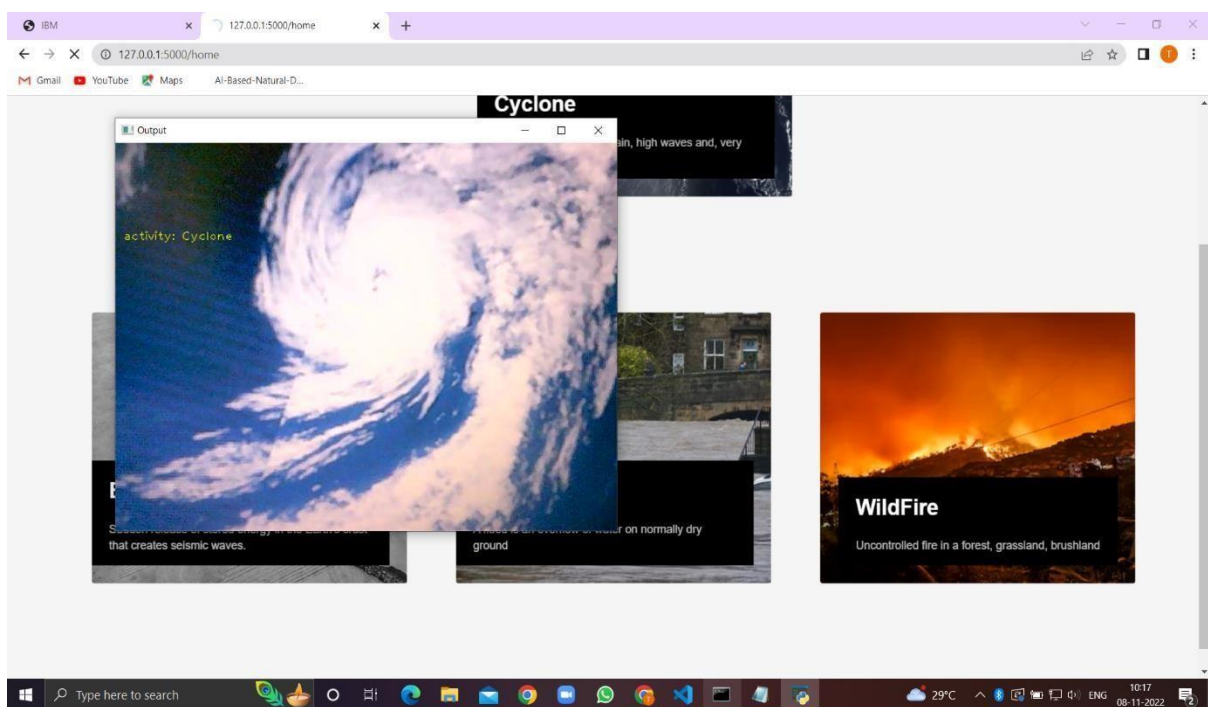 IBM
127.0.0.1:5000/home
127.0.0.1:5000/home
T
Gmail
YouTube
Maps
AI-Based-Natural-D...
Cyclone
high waves and, very
Output
activity: Cyclone
that creates seismic waves.
on normally dry
ground
WildFire
Uncontrolled fire in a forest, grassland, brushland
Type here to search
29°C
ENG
10:17
08-11-2022
2